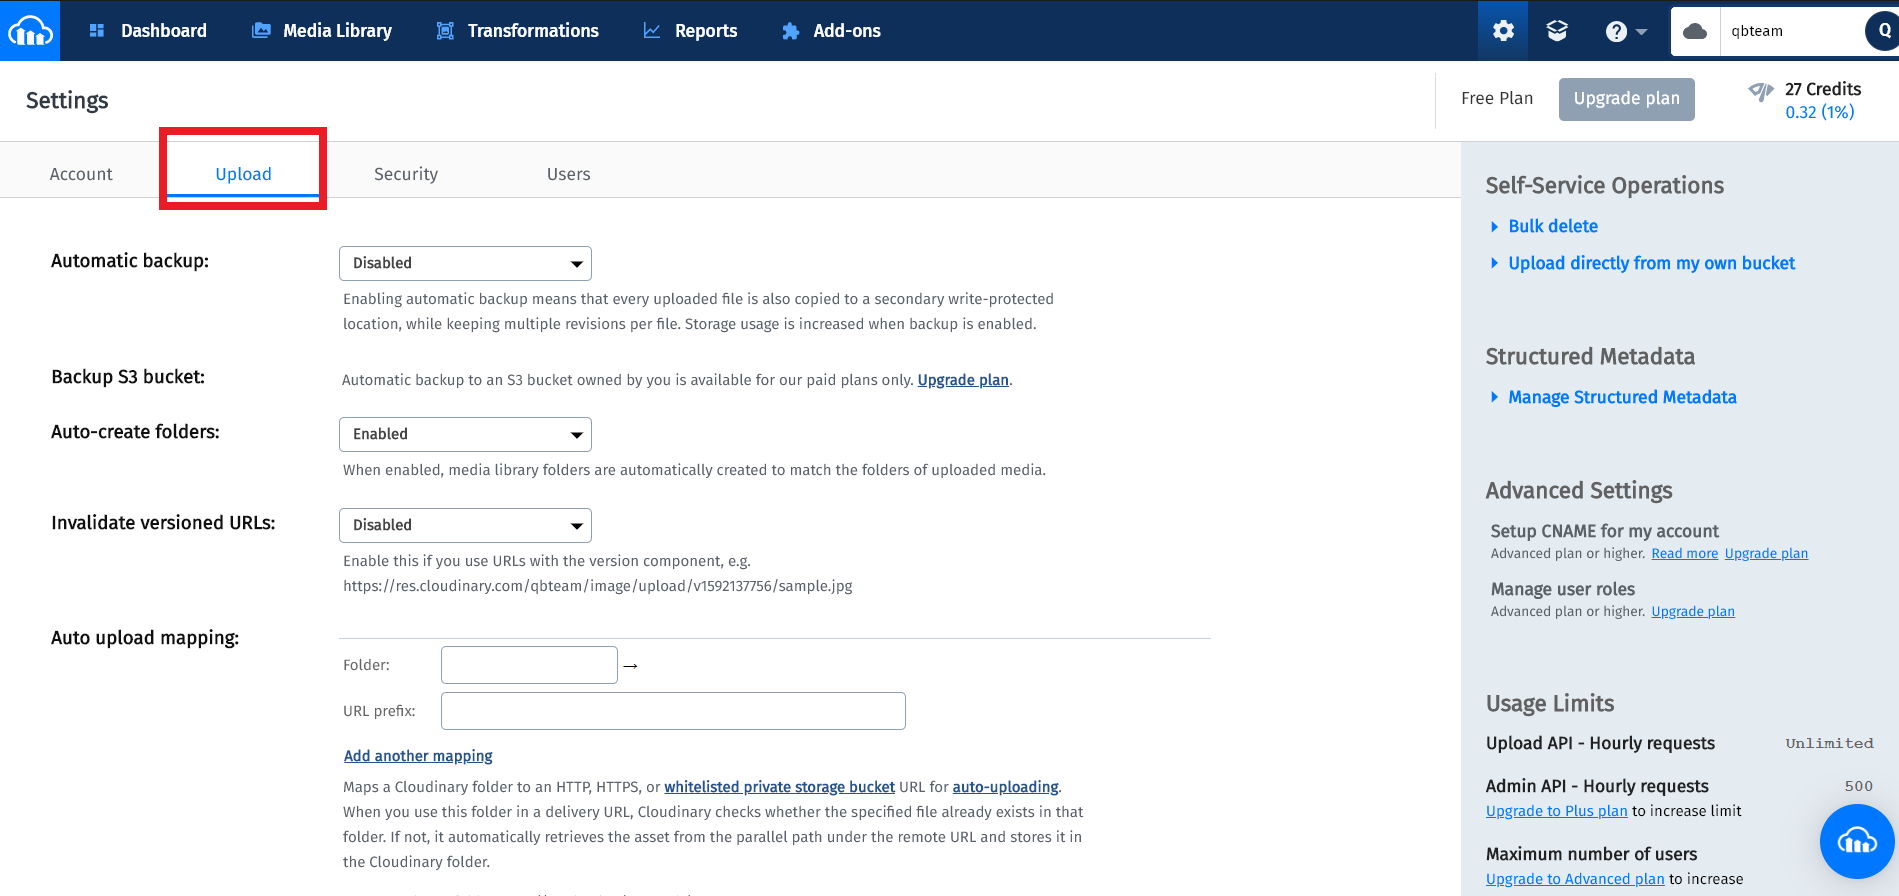 Dashboard
Media Library
Transformations
Reports
Add-ons
?
qbteam
Q
Settings
Free Plan
Upgrade plan
27 Credits
0.32 (1%)
Account
Upload
Security
Users
Automatic backup:
Disabled
Enabling automatic backup means that every uploaded file is also copied to a secondary write-protected
location, while keeping multiple revisions per file. Storage usage is increased when backup is enabled.
Backup S3 bucket:
Automatic backup to an S3 bucket owned by you is available for our paid plans only. Upgrade plan.
Auto-create folders:
Enabled
When enabled, media library folders are automatically created to match the folders of uploaded media.
Invalidate versioned URLs:
Disabled
Enable this if you use URLs with the version component, e.g.
https://res.cloudinary.com/qbteam/image/upload/v1592137756/sample.jpg
Auto upload mapping:
Folder: →
URL prefix:
Add another mapping
Maps a Cloudinary folder to an HTTP, HTTPS, or whitelisted private storage bucket URL for auto-uploading.
When you use this folder in a delivery URL, Cloudinary checks whether the specified file already exists in that
folder. If not, it automatically retrieves the asset from the parallel path under the remote URL and stores it in
the Cloudinary folder.
Self-Service Operations
Bulk delete
Upload directly from my own bucket
Structured Metadata
Manage Structured Metadata
Advanced Settings
Setup CNAME for my account
Advanced plan or higher. Read more Upgrade plan
Manage user roles
Advanced plan or higher. Upgrade plan
Usage Limits
Upload API - Hourly requests Unlimited
Admin API - Hourly requests 500
Upgrade to Plus plan to increase limit
Maximum number of users
Upgrade to Advanced plan to increase